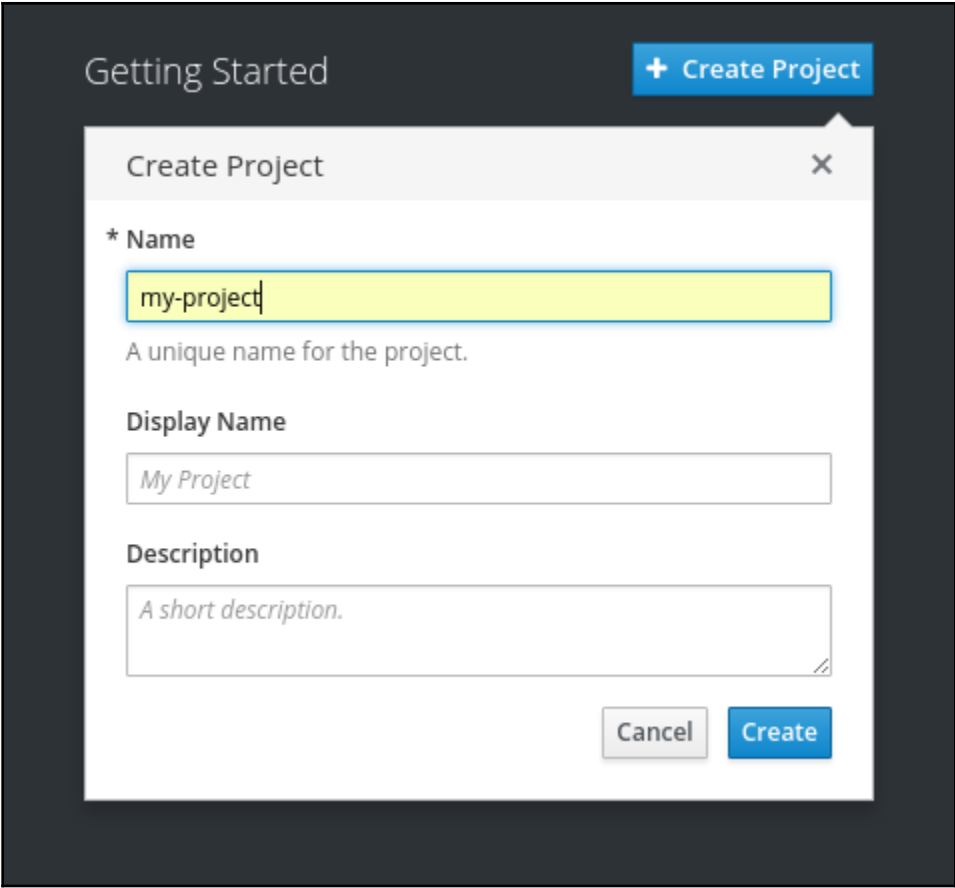 Getting Started
+ Create Project
Create Project
* Name
my-project
A unique name for the project.
Display Name
My Project
Description
A short description.
Cancel
Create